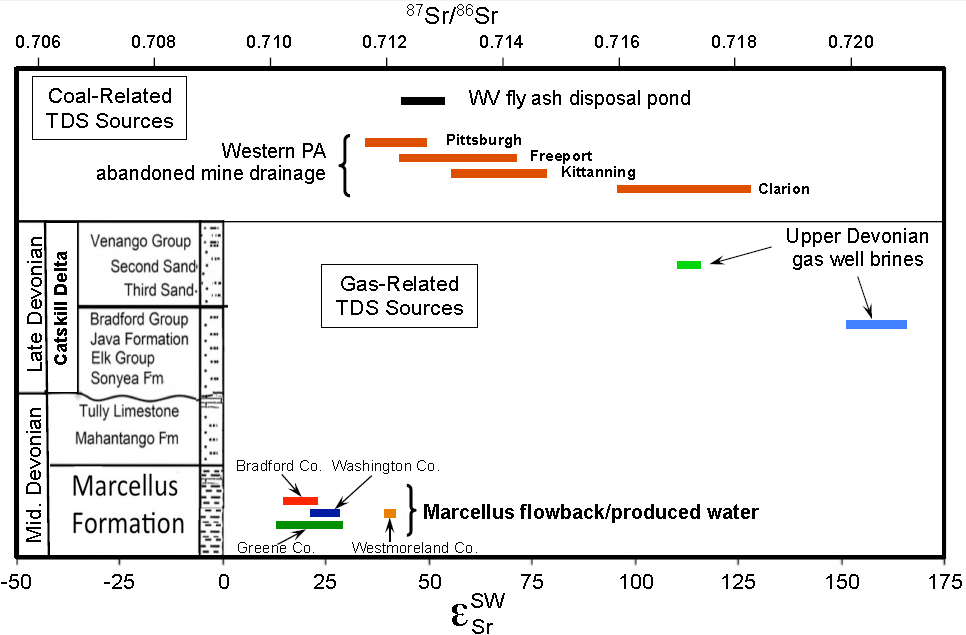 87Sr/86Sr
0.706 0.708 0.710 0.712 0.714 0.716 0.718 0.720
Coal-Related
TDS Sources
WV fly ash disposal pond
Western PA
abandoned mine drainage
Pittsburgh
Freeport
Kittanning
Clarion
Late Devonian
Catskill Delta
Venango Group
Second Sand
Third Sand
Bradford Group
Java Formation
Elk Group
Sonyea Fm
Gas-Related
TDS Sources
Upper Devonian
gas well brines
Mid. Devonian
Tully Limestone
Mahantango Fm
Marcellus
Formation
Bradford Co. Washington Co.
Marcellus flowback/produced water
Greene Co. Westmoreland Co.
-50 -25 0 25 50 75 100 125 150 175
εSW
Sr